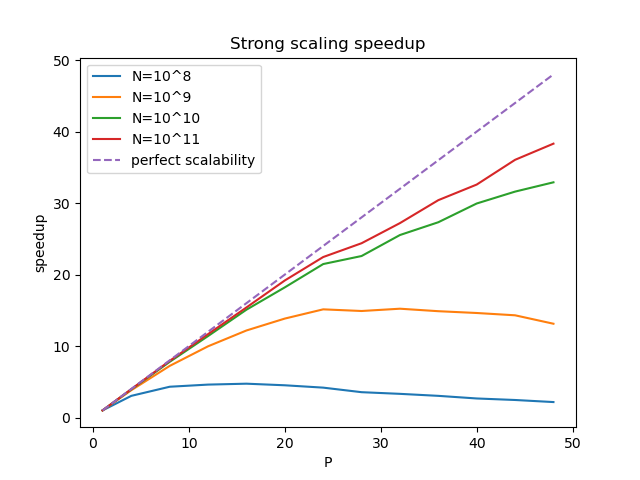 Strong scaling speedup
N=10^8
N=10^9
N=10^10
N=10^11
perfect scalability
speedup
50
40
30
20
10
0
0 10 20 30 40 50
P